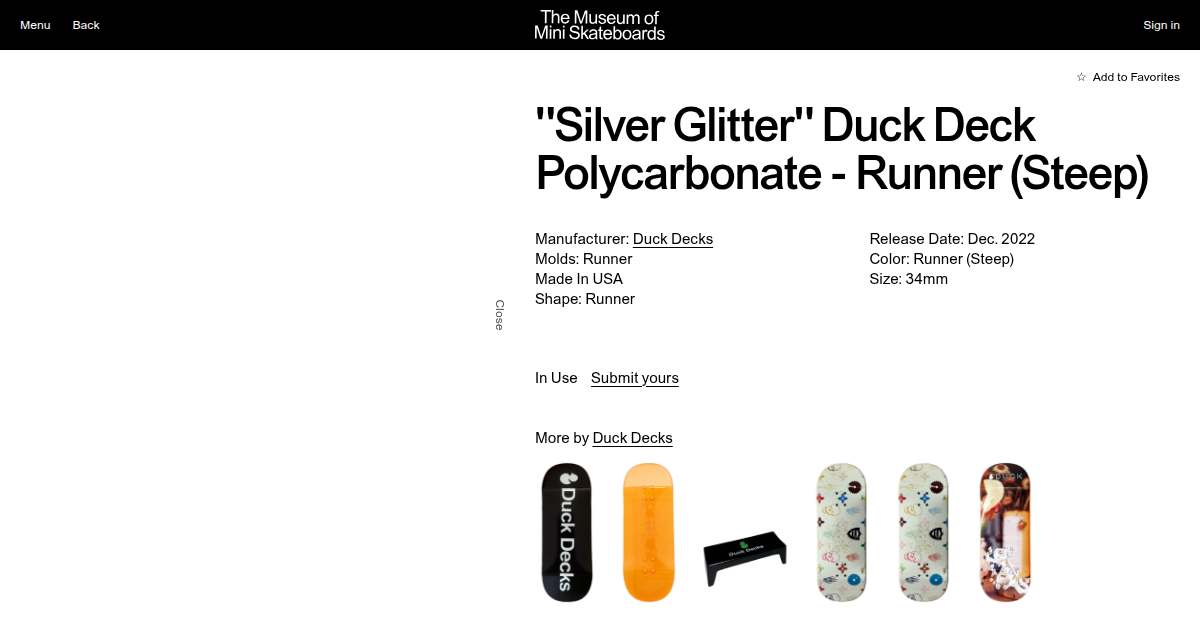 Menu
Back
The Museum of
Mini Skateboards
Sign in
☆ Add to Favorites
"Silver Glitter" Duck Deck
Polycarbonate - Runner (Steep)
Manufacturer: Duck Decks
Molds: Runner
Made In USA
Shape: Runner
Release Date: Dec. 2022
Color: Runner (Steep)
Size: 34mm
Close
In Use
Submit yours
More by Duck Decks
Duck Decks
Duck Decks
DUCK